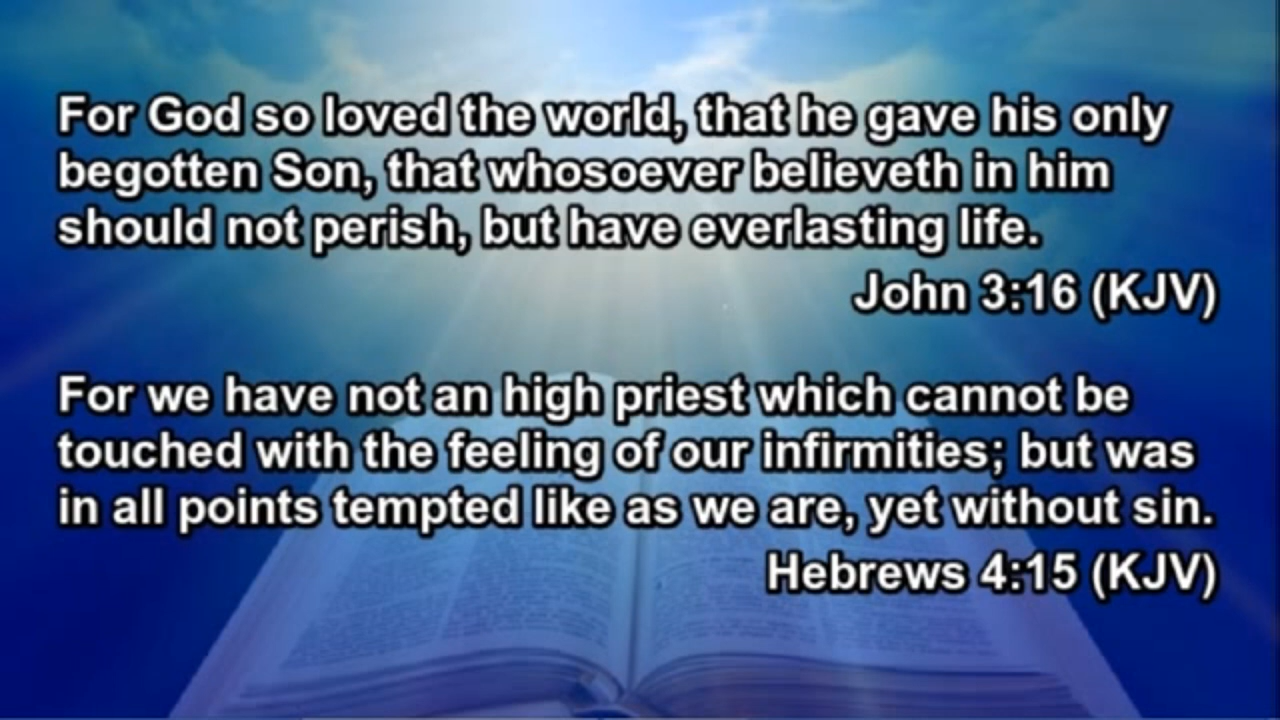 For God so loved the world, that he gave his only
begotten Son, that whosoever believeth in him
should not perish, but have everlasting life.
John 3:16 (KJV)
For we have not an high priest which cannot be
touched with the feeling of our infirmities; but was
in all points tempted like as we are, yet without sin.
Hebrews 4:15 (KJV)